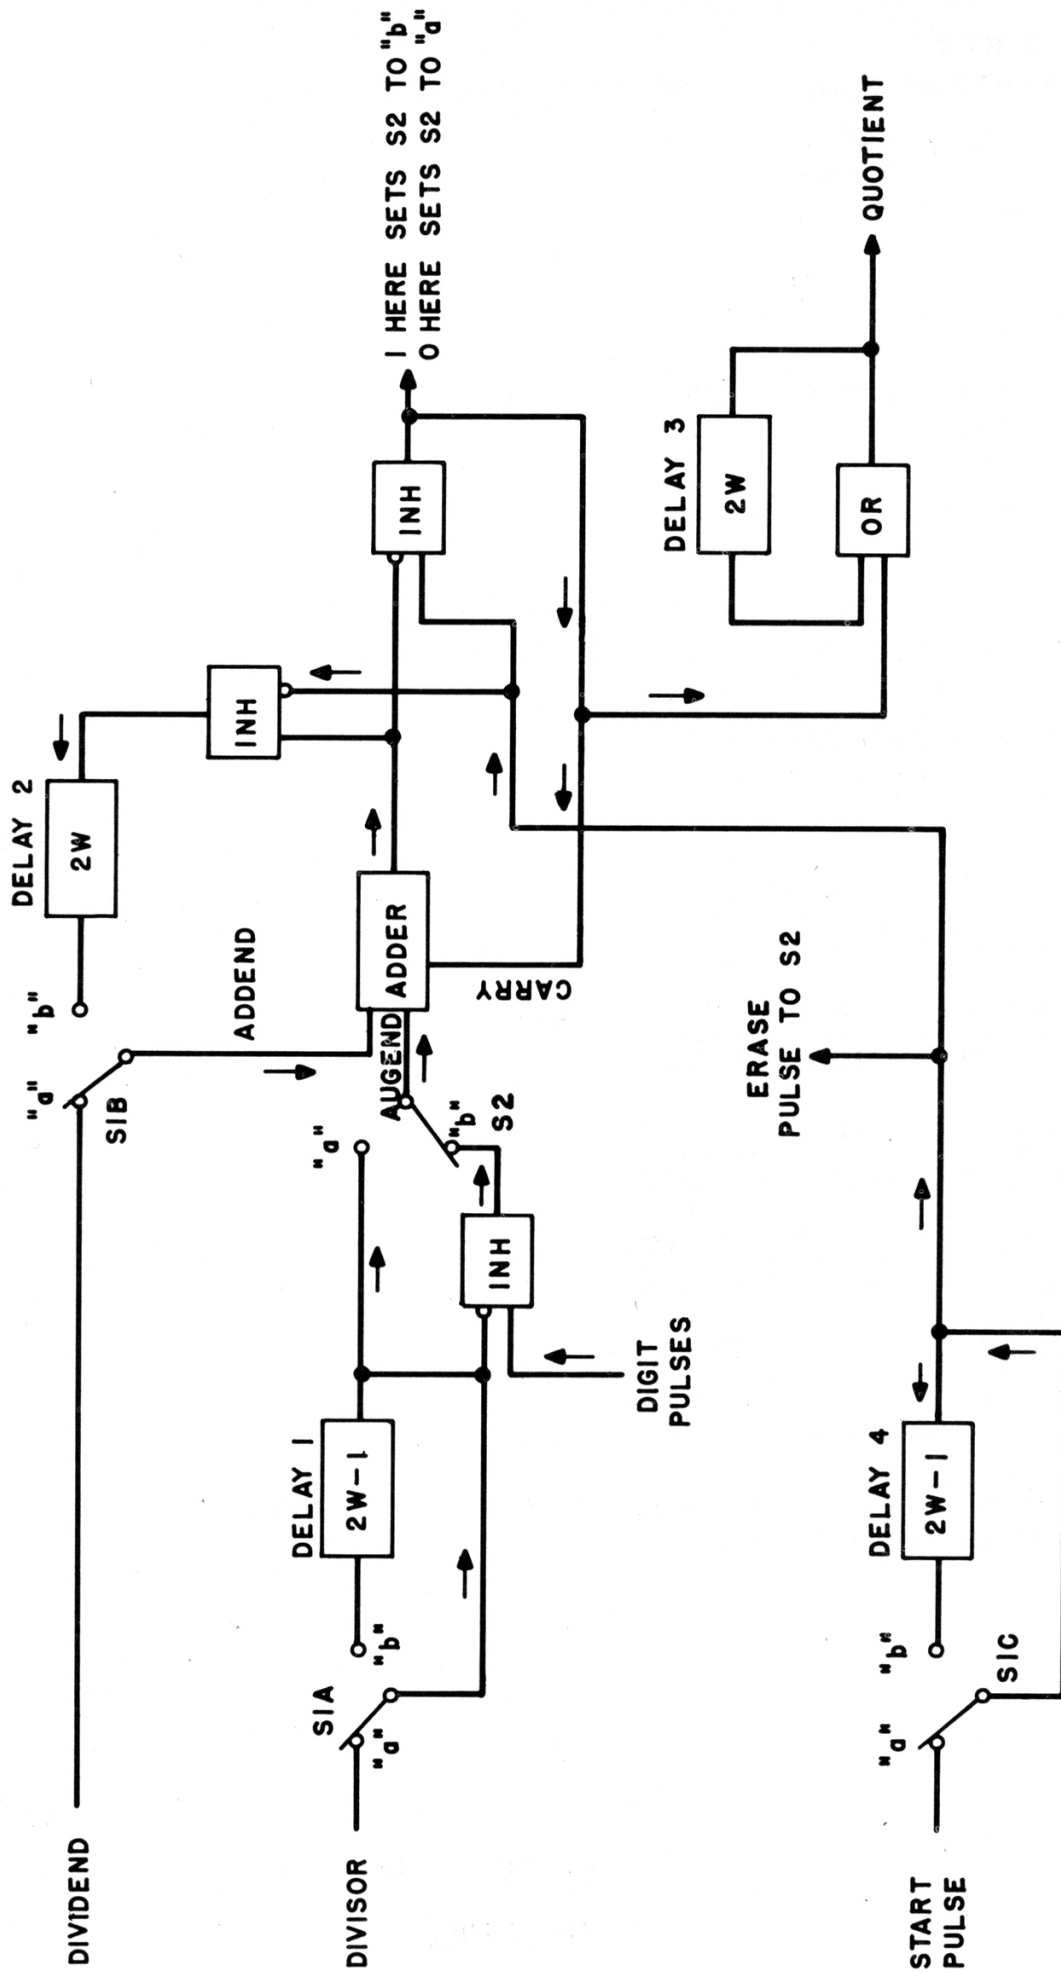 DIVIDEND
"a"
"b"
S1B
DELAY 2
2W
ADDEND
INH
1 HERE SETS S2 TO "b"
0 HERE SETS S2 TO "a"
DIVISOR
"a"
"b"
S1A
DELAY 1
2W-1
"a"
"b"
S2
AUGEND
ADDER
CARRY
INH
INH
DIGIT
PULSES
DELAY 3
2W
OR
QUOTIENT
ERASE
PULSE TO S2
START
PULSE
"a"
"b"
S1C
DELAY 4
2W-1